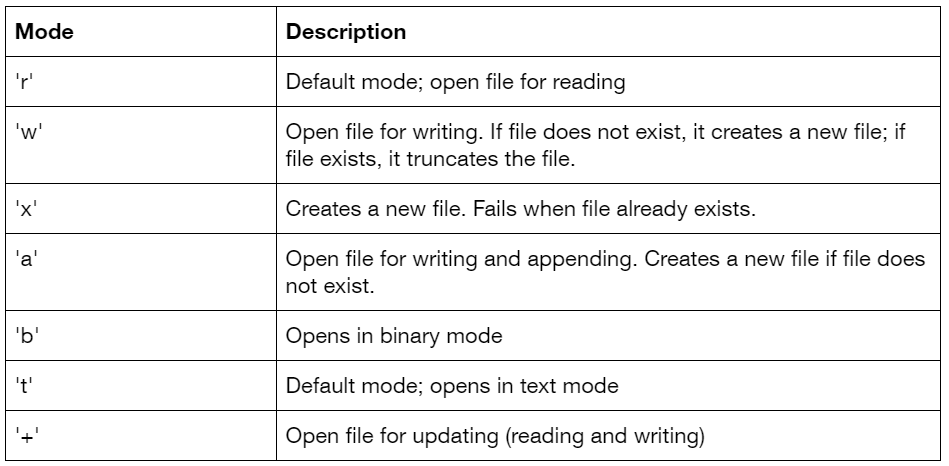 Mode Description
'r' Default mode; open file for reading
'w' Open file for writing. If file does not exist, it creates a new file; if
file exists, it truncates the file.
'x' Creates a new file. Fails when file already exists.
'a' Open file for writing and appending. Creates a new file if file does
not exist.
'b' Opens in binary mode
't' Default mode; opens in text mode
'+' Open file for updating (reading and writing)